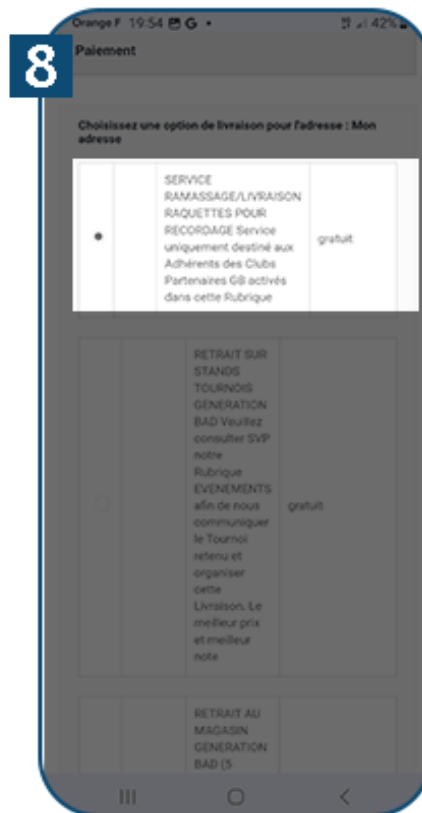 Orange F 19:54 G • 42%
8
Paiement
Choisissez une option de livraison pour l'adresse : Mon
adresse
SERVICE
RAMASSAGE/LIVRAISON
RAQUETTES POUR
RECORDAGE Service
uniquement destiné aux
Adhérents des Clubs
Partenaires GB activés
dans cette Rubrique
gratuit
RETRAIT SUR
STANDS
TOURNOIS
GENERATION
BAD Veuillez
consulter SVP
notre
Rubrique
EVENEMENTS
afin de nous
communiquer
le Tournoi
retenu et
organiser
cette
Livraison. Le
meilleur prix
et meilleur
note
gratuit
RETRAIT AU
MAGASIN
GENERATION
BAD (5